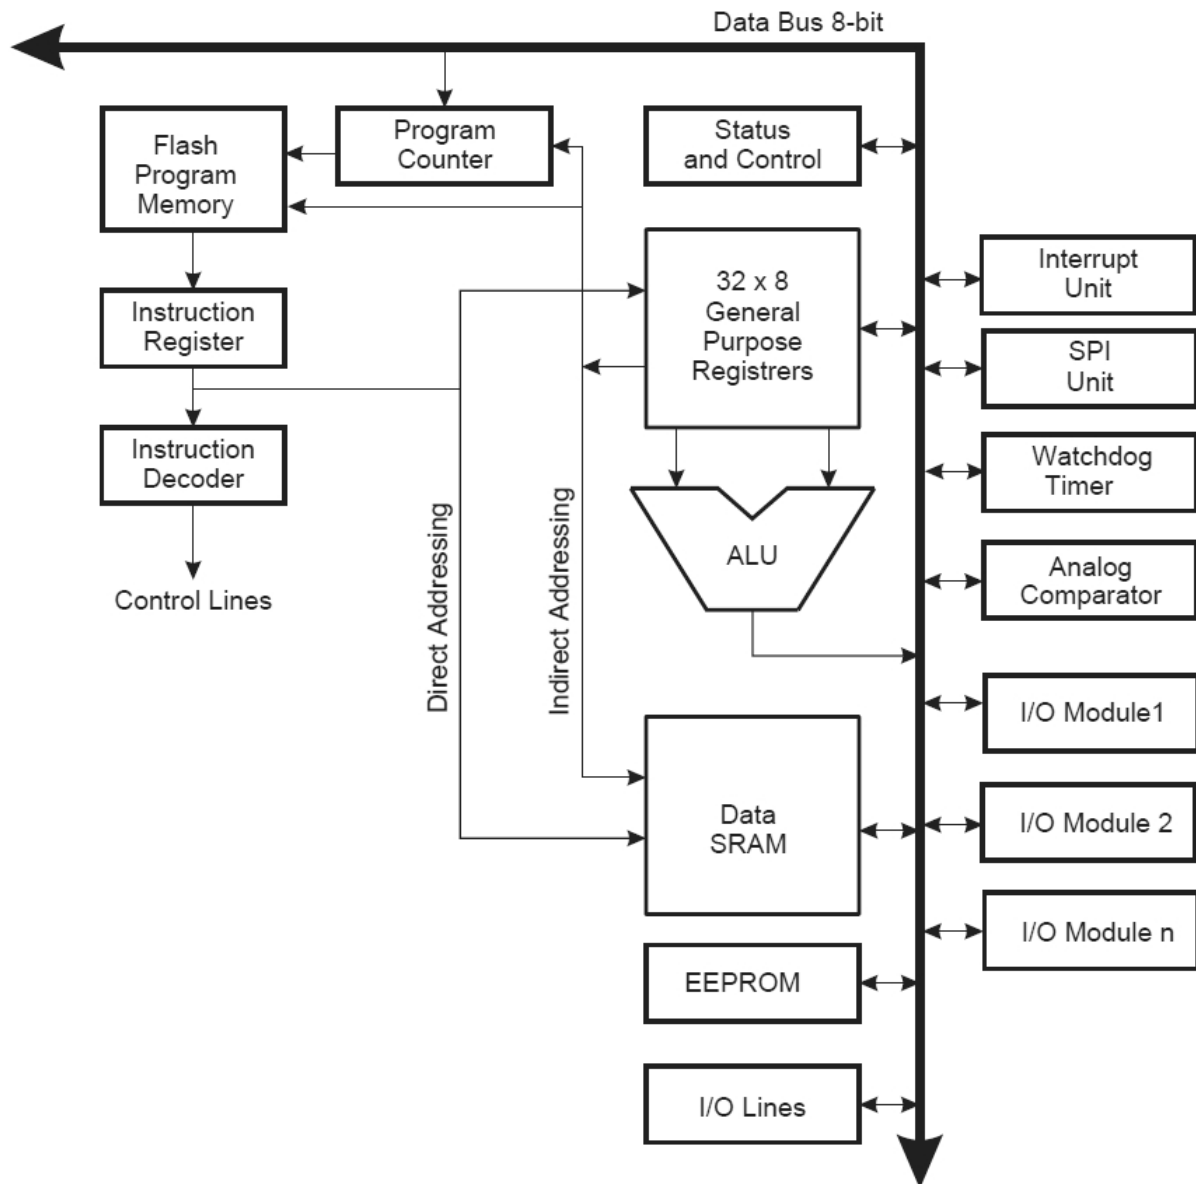 Data Bus 8-bit
Flash
Program
Memory
Program
Counter
Status
and Control
32 x 8
General
Purpose
Registrers
Interrupt
Unit
Instruction
Register
SPI
Unit
Instruction
Decoder
Watchdog
Timer
Direct Addressing
Indirect Addressing
ALU
Analog
Comparator
Control Lines
I/O Module1
Data
SRAM
I/O Module 2
I/O Module n
EEPROM
I/O Lines